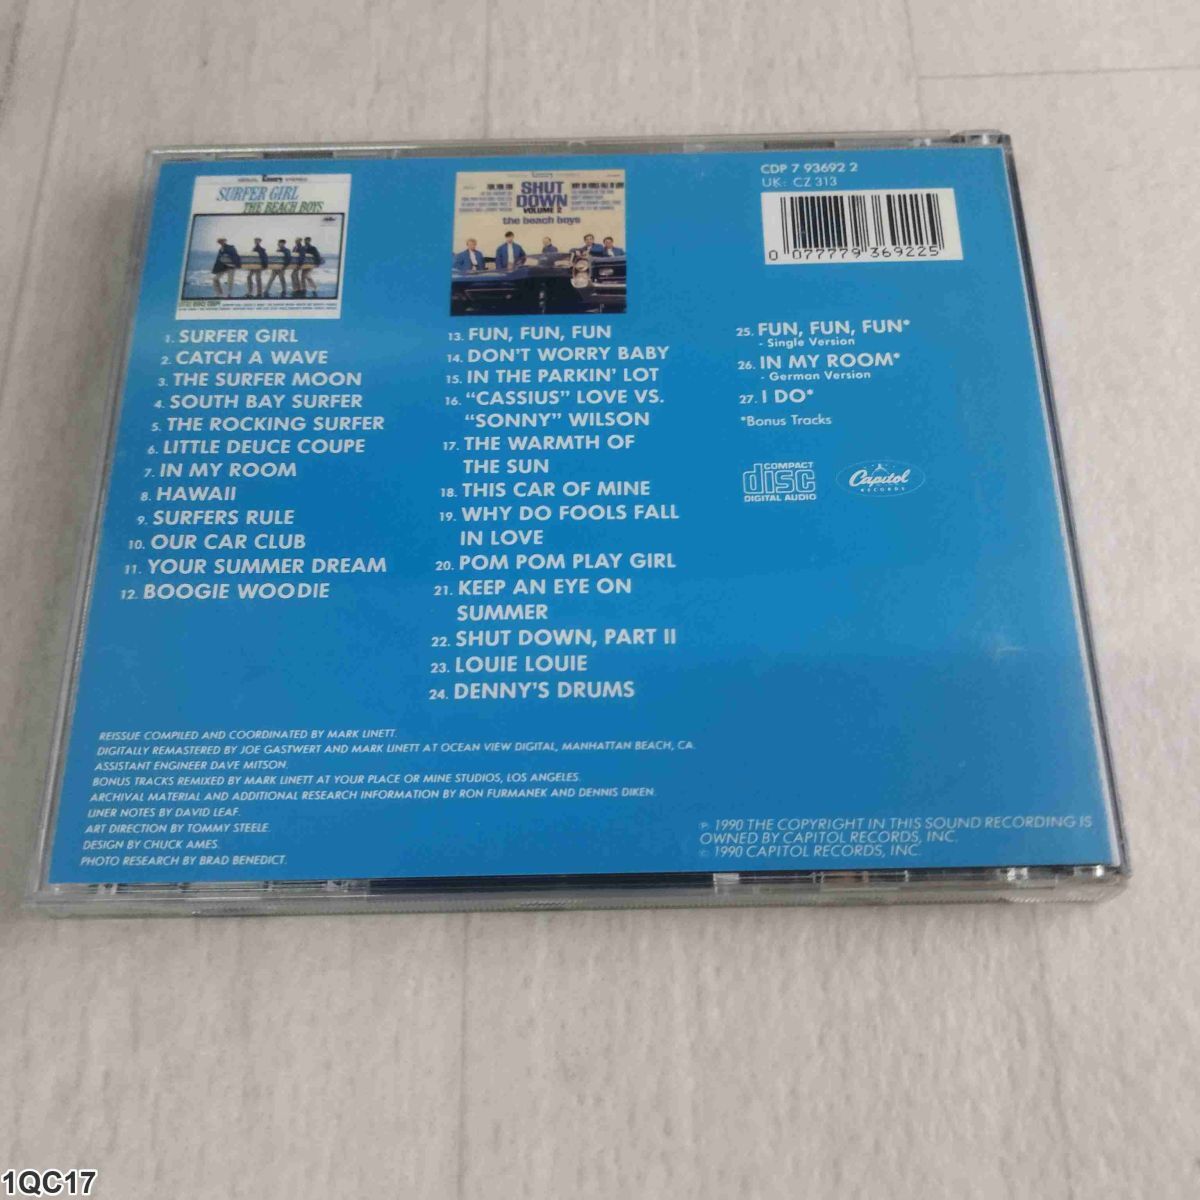 SURFER GIRL
THE BEACH BOYS
SHUT
DOWN
VOLUME 2
the beach boys
CDP 7 93692 2
UK: CZ 313
0 077779 369225
1. SURFER GIRL
2. CATCH A WAVE
3. THE SURFER MOON
4. SOUTH BAY SURFER
5. THE ROCKING SURFER
6. LITTLE DEUCE COUPE
7. IN MY ROOM
8. HAWAII
9. SURFERS RULE
10. OUR CAR CLUB
11. YOUR SUMMER DREAM
12. BOOGIE WOODIE
13. FUN, FUN, FUN
14. DON'T WORRY BABY
15. IN THE PARKIN' LOT
16. “CASSIUS” LOVE VS.
“SONNY” WILSON
17. THE WARMTH OF
THE SUN
18. THIS CAR OF MINE
19. WHY DO FOOLS FALL
IN LOVE
20. POM POM PLAY GIRL
21. KEEP AN EYE ON
SUMMER
22. SHUT DOWN, PART II
23. LOUIE LOUIE
24. DENNY'S DRUMS
25. FUN, FUN, FUN*
- Single Version
26. IN MY ROOM*
- German Version
27. I DO*
*Bonus Tracks
COMPACT
disc
DIGITAL AUDIO
Capitol
RECORDS
REISSUE COMPILED AND COORDINATED BY MARK LINETT.
DIGITALLY REMASTERED BY JOE GASTWERT AND MARK LINETT AT OCEAN VIEW DIGITAL, MANHATTAN BEACH, CA.
ASSISTANT ENGINEER DAVE MITSON.
BONUS TRACKS REMIXED BY MARK LINETT AT YOUR PLACE OR MINE STUDIOS, LOS ANGELES.
ARCHIVAL MATERIAL AND ADDITIONAL RESEARCH INFORMATION BY RON FURMANEK AND DENNIS DIKEN.
LINER NOTES BY DAVID LEAF.
ART DIRECTION BY TOMMY STEELE.
DESIGN BY CHUCK AMES.
PHOTO RESEARCH BY BRAD BENEDICT.
℗ 1990 THE COPYRIGHT IN THIS SOUND RECORDING IS
OWNED BY CAPITOL RECORDS, INC.
© 1990 CAPITOL RECORDS, INC.
1QC17